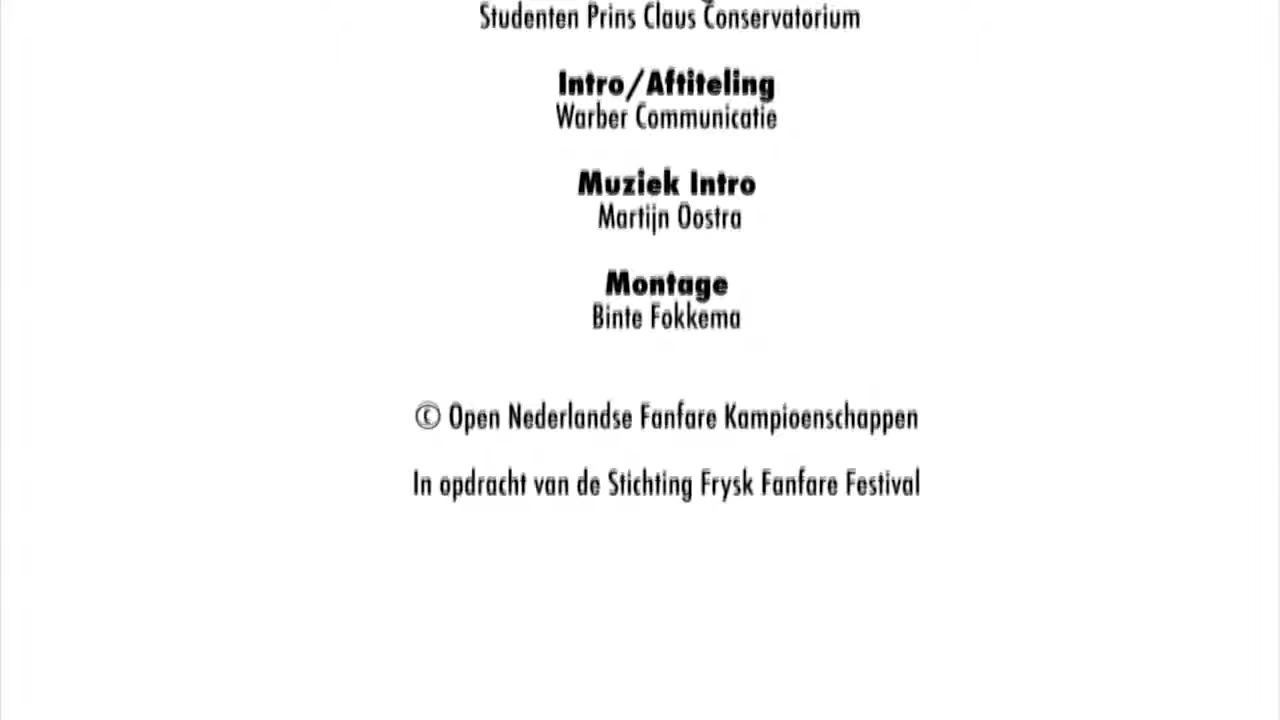 Studenten Prins Claus Conservatorium
Intro/Aftiteling
Warber Communicatie
Muziek Intro
Martijn Oostra
Montage
Binte Fokkema
© Open Nederlandse Fanfare Kampioenschappen
In opdracht van de Stichting Frysk Fanfare Festival